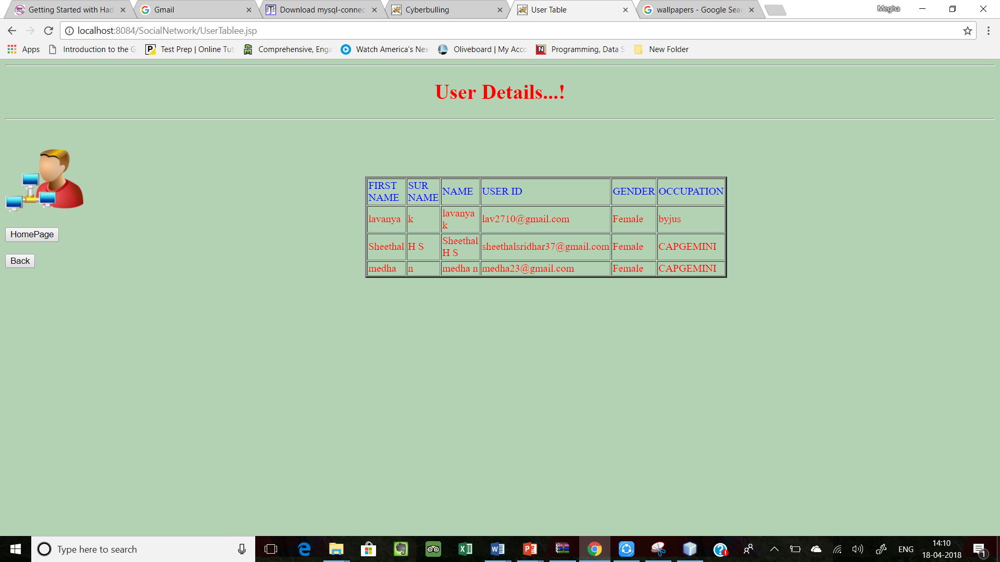 Getting Started with Had
Gmail
Download mysql-connec
Cyberbulling
User Table
wallpapers - Google Sear
Megha
localhost:8084/SocialNetwork/UserTablee.jsp
Apps
Introduction to the G
Test Prep | Online Tut
Comprehensive, Enga
Watch America's Nex
Oliveboard | My Acco
Programming, Data S
New Folder
User Details...!
HomePage
Back
FIRST NAME SUR NAME NAME USER ID GENDER OCCUPATION
lavanya k lavanya k lav2710@gmail.com Female byjus
Sheethal H S Sheethal H S sheethalsridhar37@gmail.com Female CAPGEMINI
medha n medha n medha23@gmail.com Female CAPGEMINI
Type here to search
ENG
14:10
18-04-2018
1